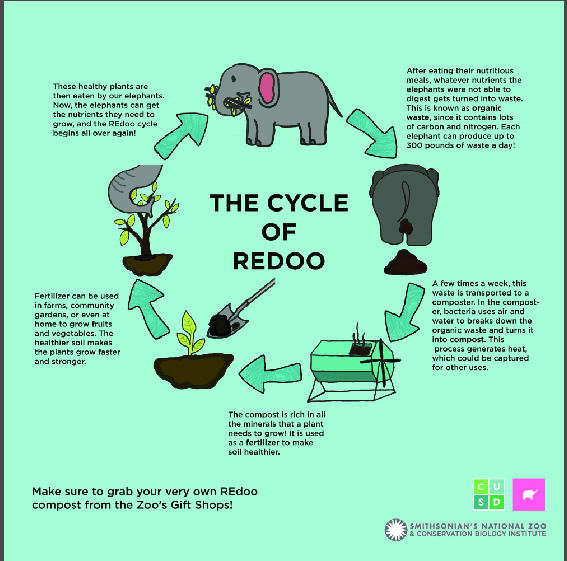 These healthy plants are
then eaten by our elephants.
Now, the elephants can get
the nutrients they need to
grow, and the REdoo cycle
begins all over again!
After eating their nutritious
meals, whatever nutrients the
elephants were not able to
digest gets turned into waste.
This is known as organic
waste, since it contains lots
of carbon and nitrogen. Each
elephant can produce up to
300 pounds of waste a day!
THE CYCLE
OF
REDOO
A few times a week, this
waste is transported to a
composter. In the compost-
er, bacteria uses air and
water to breaks down the
organic waste and turns it
into compost. This
process generates heat,
which could be captured
for other uses.
Fertilizer can be used
in farms, community
gardens, or even at
home to grow fruits
and vegetables. The
healthier soil makes
the plants grow faster
and stronger.
The compost is rich in all
the minerals that a plant
needs to grow! It is used
as a fertilizer to make
soil healthier.
Make sure to grab your very own REdoo
compost from the Zoo's Gift Shops!
C U
S D
SMITHSONIAN'S NATIONAL ZOO
& CONSERVATION BIOLOGY INSTITUTE